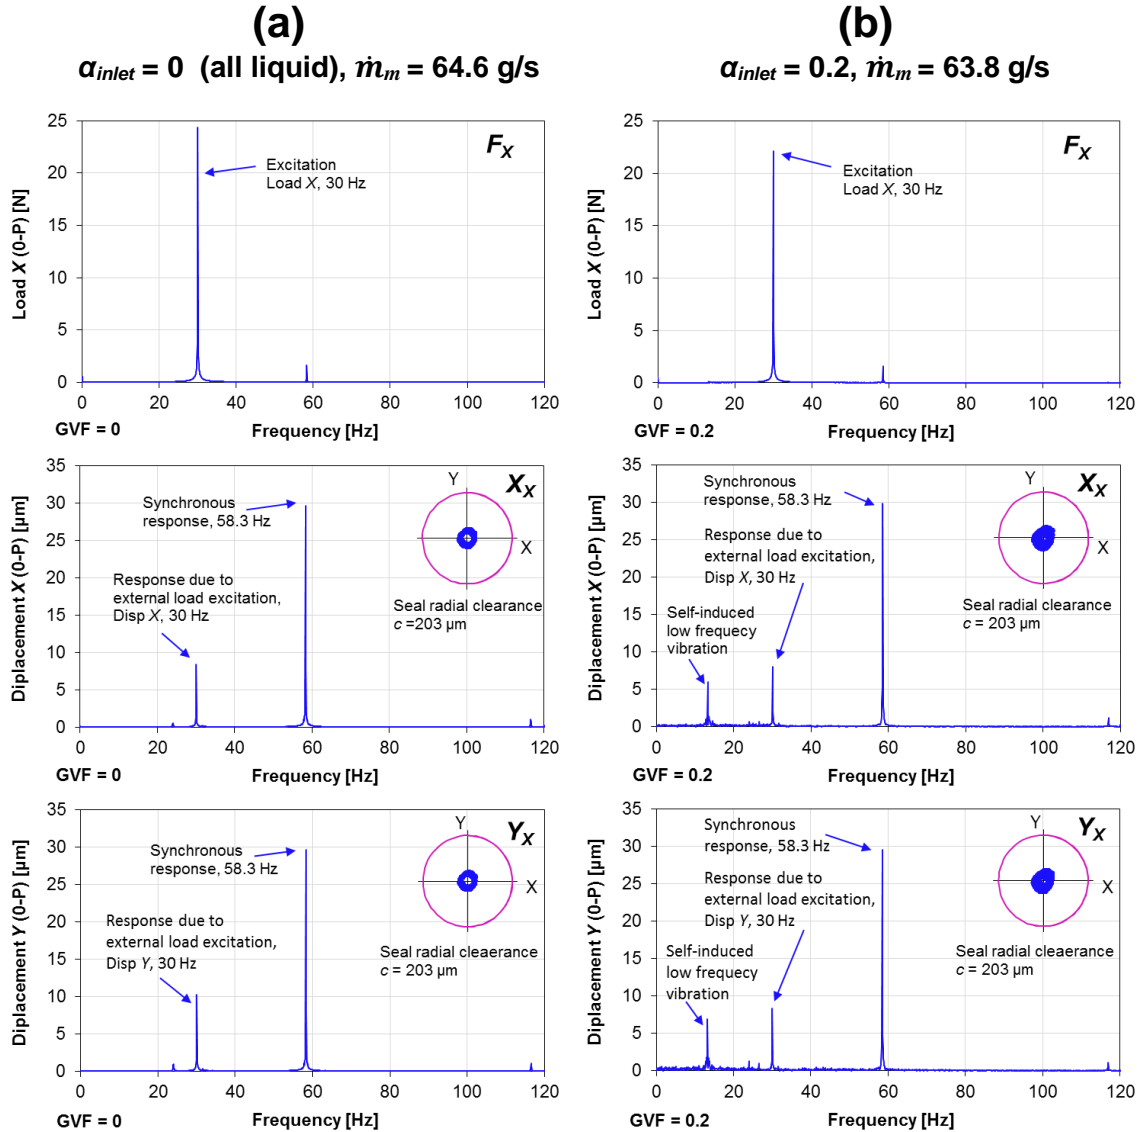 (a)
α_inlet = 0 (all liquid), ṁ_m = 64.6 g/s
25
20
15
10
5
0
Load X (0-P) [N]
F_X
Excitation
Load X, 30 Hz
0 20 40 60 80 100 120
GVF = 0
Frequency [Hz]
35
30
25
20
15
10
5
0
Diplacement X (0-P) [µm]
Synchronous
response, 58.3 Hz
Response due to
external load excitation,
Disp X, 30 Hz
Y
X
X_X
Seal radial clearance
c =203 µm
0 20 40 60 80 100 120
GVF = 0
Frequency [Hz]
35
30
25
20
15
10
5
0
Diplacement Y (0-P) [µm]
Synchronous
response, 58.3 Hz
Response due to
external load excitation,
Disp Y, 30 Hz
Y
X
Y_X
Seal radial cleaerance
c = 203 µm
0 20 40 60 80 100 120
GVF = 0
Frequency [Hz]
(b)
α_inlet = 0.2, ṁ_m = 63.8 g/s
25
20
15
10
5
0
Load X (0-P) [N]
F_X
Excitation
Load X, 30 Hz
0 20 40 60 80 100 120
GVF = 0.2
Frequency [Hz]
35
30
25
20
15
10
5
0
Diplacement X (0-P) [µm]
Synchronous
response, 58.3 Hz
Response due to
external load excitation,
Disp X, 30 Hz
Self-induced
low frequecy
vibration
Y
X
X_X
Seal radial clearance
c = 203 µm
0 20 40 60 80 100 120
GVF = 0.2
Frequency [Hz]
35
30
25
20
15
10
5
0
Diplacement Y (0-P) [µm]
Synchronous
response, 58.3 Hz
Response due to
external load excitation,
Disp Y, 30 Hz
Self-induced
low frequecy
vibration
Y
X
Y_X
Seal radial cleaerance
c = 203 µm
0 20 40 60 80 100 120
GVF = 0.2
Frequency [Hz]